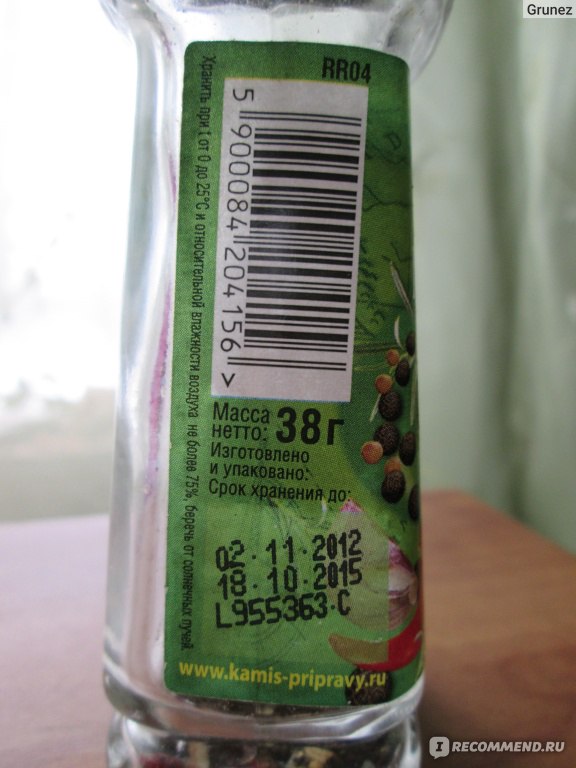 Grunez
RR04
5 900084 204156 >
Хранить при t от 0 до 25°C и относительной влажности воздуха не более 75%, беречь от солнечных лучей.
Масса
нетто: 38 г
Изготовлено
и упаковано:
Срок хранения до:
02·11·2012
18·10·2015
L955363·C
www.kamis-pripravy.ru
IRECOMMEND.RU